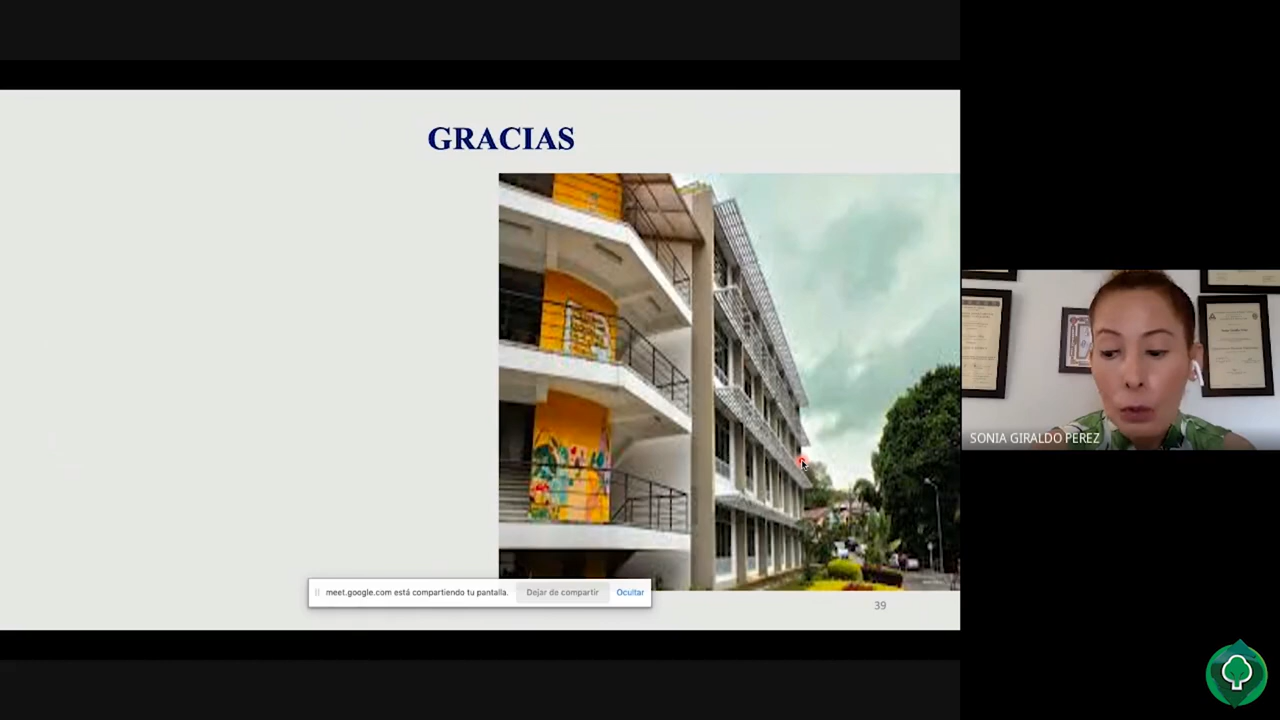 GRACIAS
meet.google.com está compartiendo tu pantalla.
Dejar de compartir
Ocultar
39
SONIA GIRALDO PEREZ